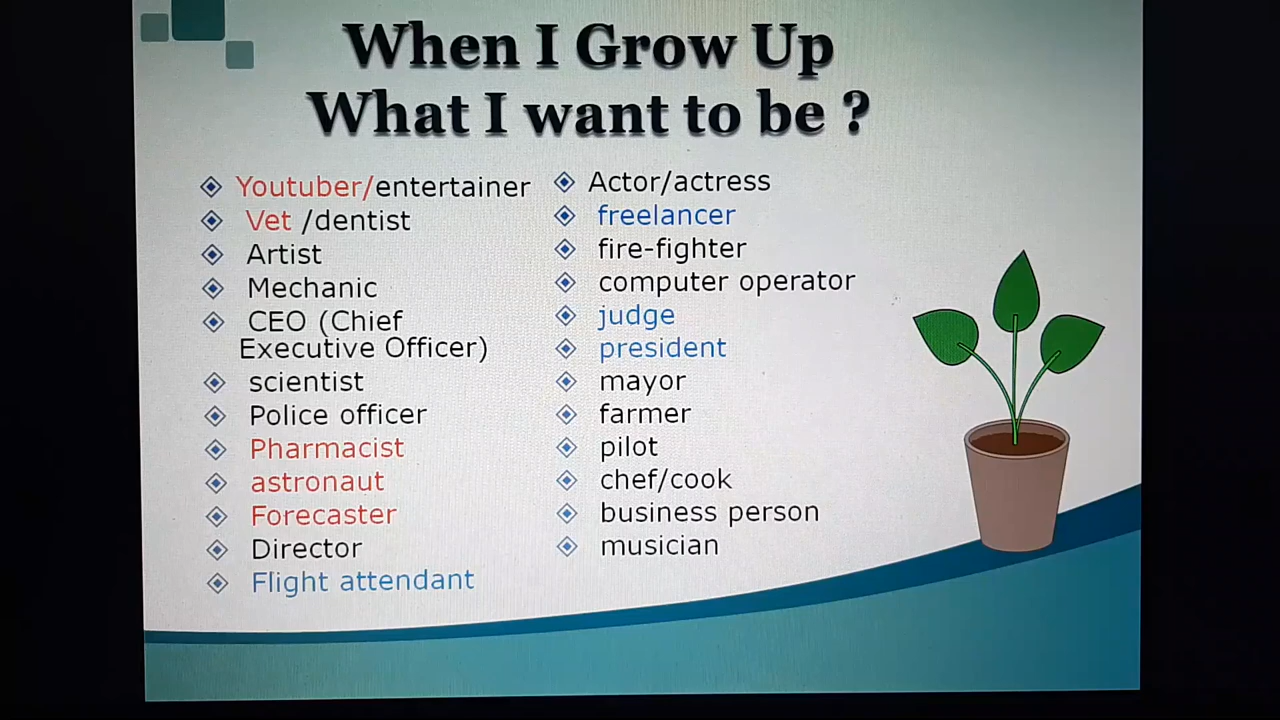 When I Grow Up
What I want to be ?
Youtuber/entertainer
Vet /dentist
Artist
Mechanic
CEO (Chief
Executive Officer)
scientist
Police officer
Pharmacist
astronaut
Forecaster
Director
Flight attendant
Actor/actress
freelancer
fire-fighter
computer operator
judge
president
mayor
farmer
pilot
chef/cook
business person
musician